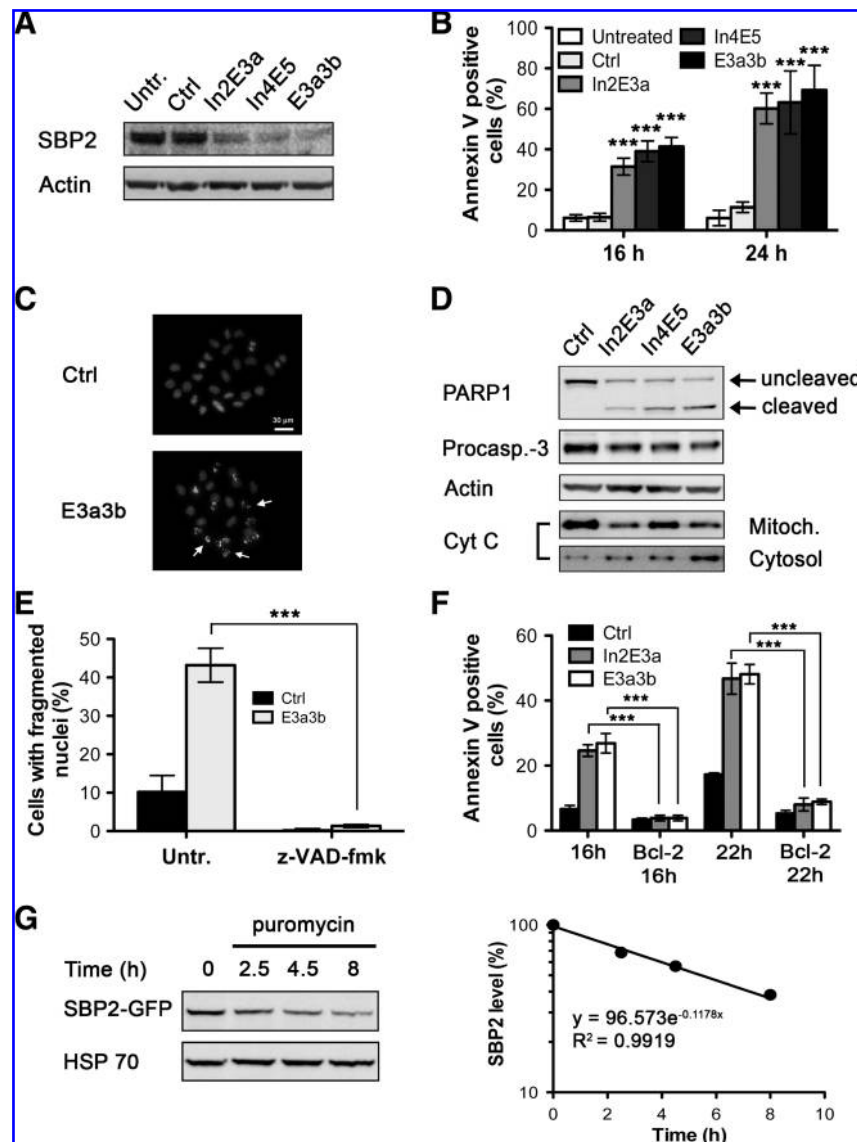 A
Untr.
Ctrl
In2E3a
In4E5
E3a3b
SBP2
Actin
B
Untreated
Ctrl
In2E3a
In4E5
E3a3b
Annexin V positive
cells (%)
100
80
60
40
20
0
***
***
***
***
***
***
16 h
24 h
C
Ctrl
30 µm
E3a3b
D
Ctrl
In2E3a
In4E5
E3a3b
PARP1
uncleaved
cleaved
Procasp.-3
Actin
Cyt C
Mitoch.
Cytosol
E
Cells with fragmented
nuclei (%)
50
40
30
20
10
0
***
Ctrl
E3a3b
Untr.
z-VAD-fmk
F
Annexin V positive
cells (%)
60
40
20
0
Ctrl
In2E3a
E3a3b
***
***
***
***
16h
Bcl-2
16h
22h
Bcl-2
22h
G
puromycin
Time (h) 0 2.5 4.5 8
SBP2-GFP
HSP 70
SBP2 level (%)
100
10
y = 96.573e-0.1178x
R2 = 0.9919
0 2 4 6 8 10
Time (h)